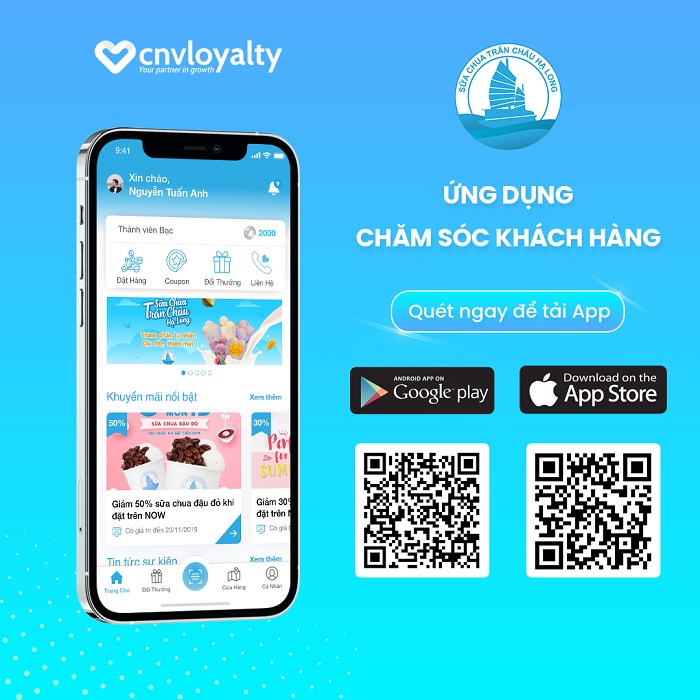 cnvloyalty
Your partner in growth
SỮA CHUA TRÂN CHÂU HẠ LONG
ỨNG DỤNG
CHĂM SÓC KHÁCH HÀNG
Quét ngay để tải App
ANDROID APP ON
Google play
Download on the
App Store
9:41
Xin chào,
Nguyễn Tuấn Anh
Thành viên Bạc
2000
Đặt Hàng
Coupon
Đổi Thưởng
Liên Hệ
Sữa Chua
Trân Châu
Hạ Long
Khuyến mãi nổi bật
Xem thêm
50%
SỮA CHUA ĐẬU ĐỎ
30%
Giảm 50% sữa chua đậu đỏ khi
đặt trên NOW
Có giá trị đến 23/11/2019
Giảm 30%
Có giá
Tin tức sự kiện
Xem thêm
Trang Chủ
Đổi Thưởng
Cửa Hàng
Cá Nhân